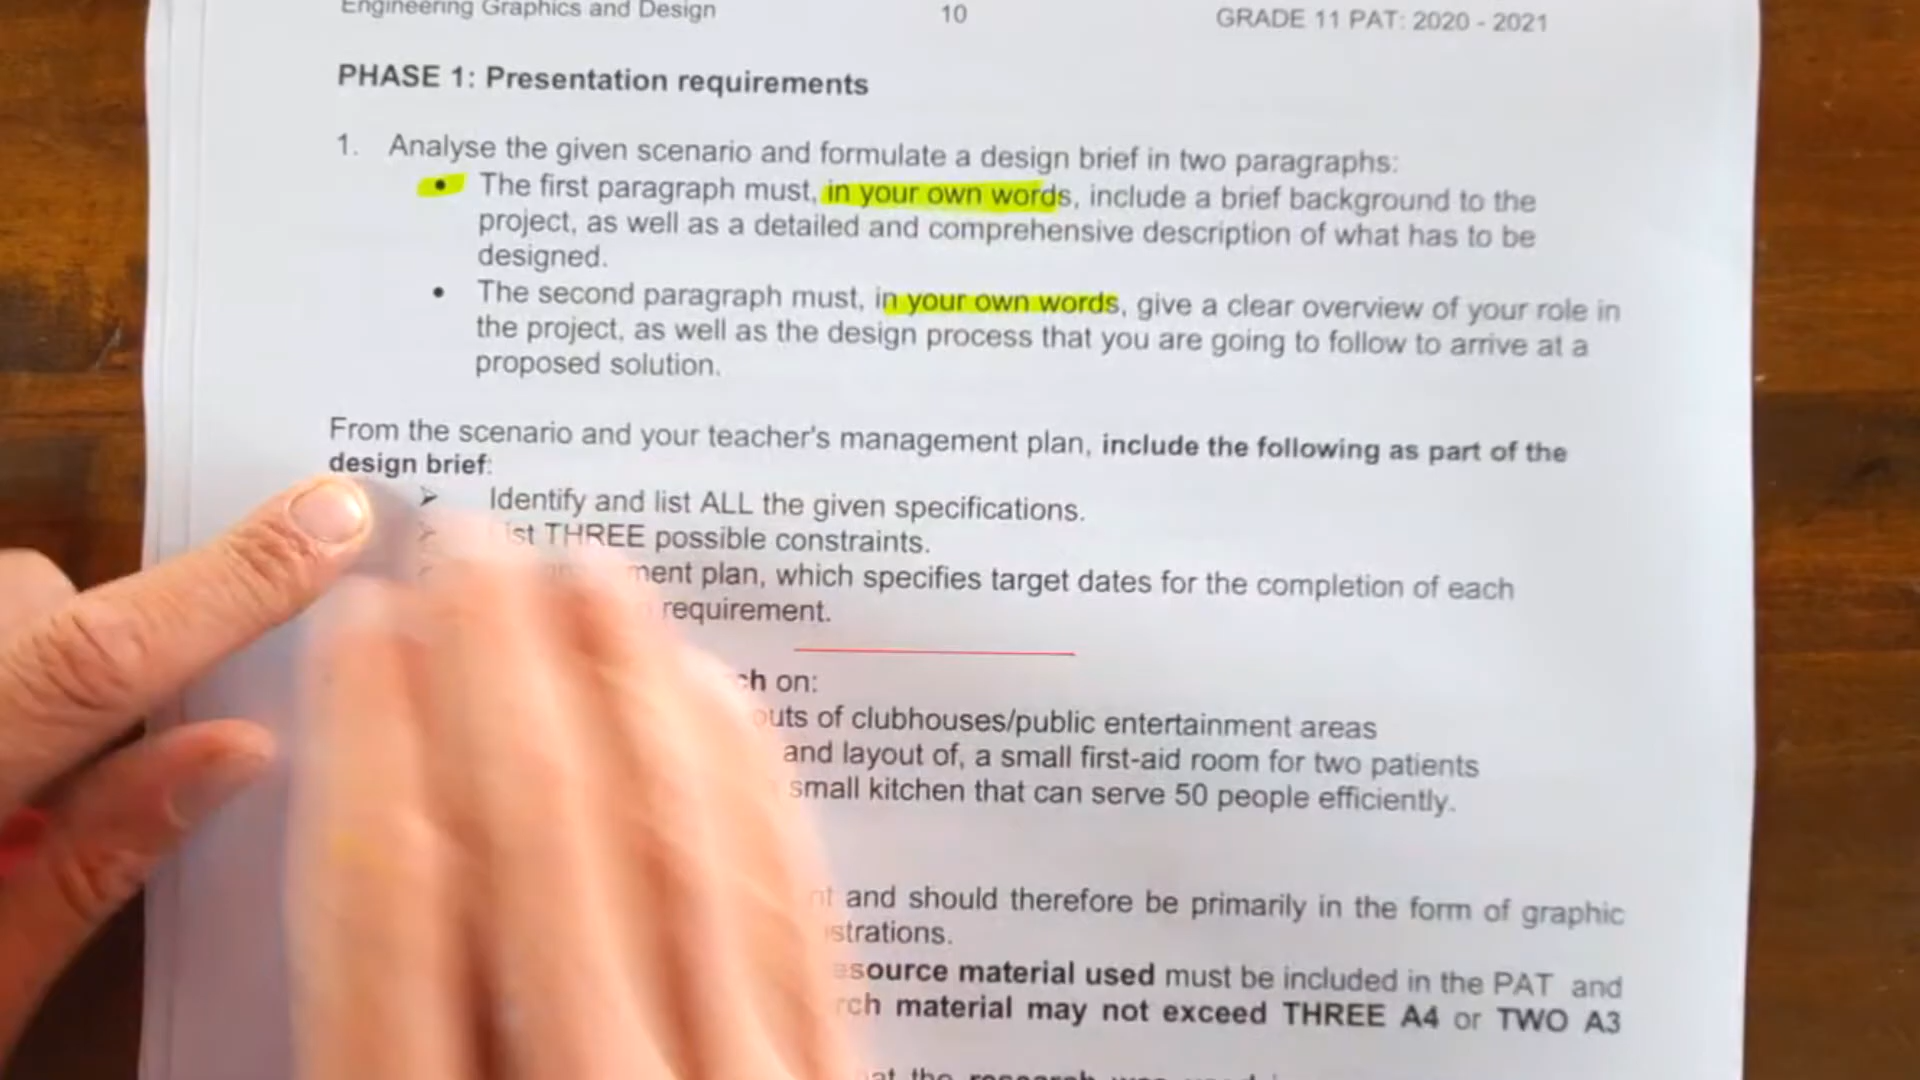 Engineering Graphics and Design 10 GRADE 11 PAT: 2020 - 2021
PHASE 1: Presentation requirements
1. Analyse the given scenario and formulate a design brief in two paragraphs:
• The first paragraph must, in your own words, include a brief background to the
project, as well as a detailed and comprehensive description of what has to be
designed.
• The second paragraph must, in your own words, give a clear overview of your role in
the project, as well as the design process that you are going to follow to arrive at a
proposed solution.
From the scenario and your teacher's management plan, include the following as part of the
design brief:
➢ Identify and list ALL the given specifications.
➢ THREE possible constraints.
plan, which specifies target dates for the completion of each
requirement.
on:
of clubhouses/public entertainment areas
and layout of, a small first-aid room for two patients
small kitchen that can serve 50 people efficiently.
and should therefore be primarily in the form of graphic
material used must be included in the PAT and
material may not exceed THREE A4 or TWO A3
the research was used